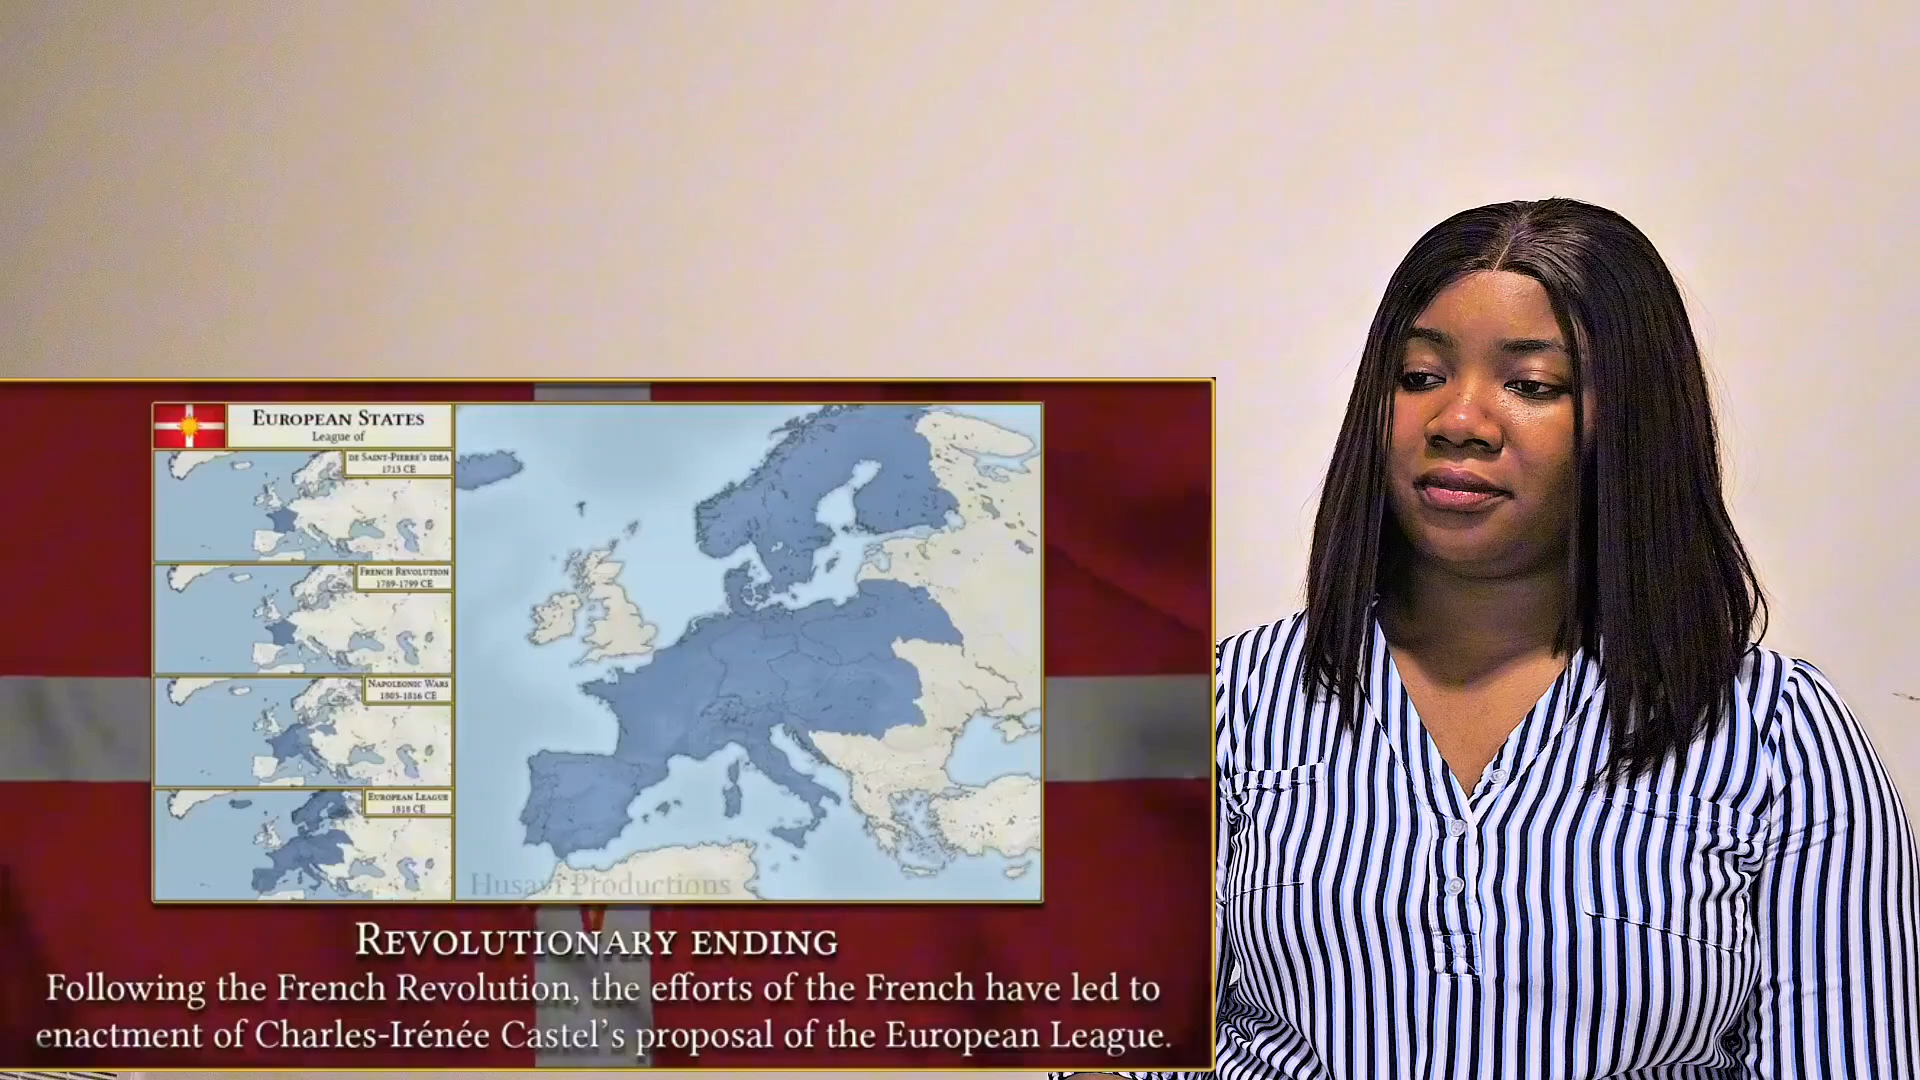 EUROPEAN STATES
League of
DE SAINT-PIERRE'S IDEA
1713 CE
FRENCH REVOLUTION
1789-1799 CE
NAPOLEONIC WARS
1803-1816 CE
EUROPEAN LEAGUE
1818 CE
Husavi Productions
REVOLUTIONARY ENDING
Following the French Revolution, the efforts of the French have led to
enactment of Charles-Irénée Castel's proposal of the European League.